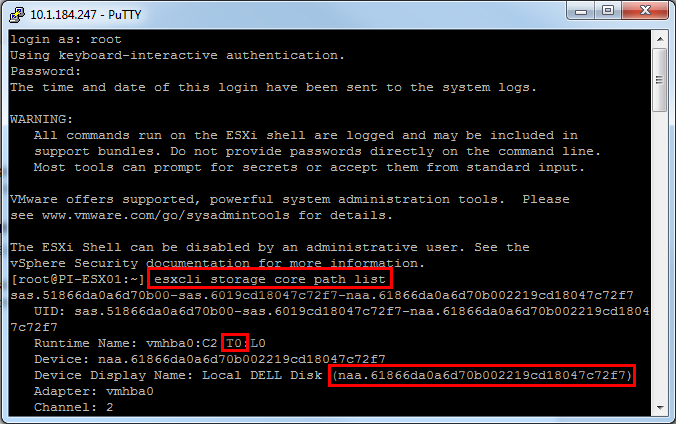 10.1.184.247 - PuTTY
login as: root
Using keyboard-interactive authentication.
Password:
The time and date of this login have been sent to the system logs.
WARNING:
All commands run on the ESXi shell are logged and may be included in
support bundles. Do not provide passwords directly on the command line.
Most tools can prompt for secrets or accept them from standard input.
VMware offers supported, powerful system administration tools.  Please
see www.vmware.com/go/sysadmintools for details.
The ESXi Shell can be disabled by an administrative user. See the
vSphere Security documentation for more information.
[root@PI-ESX01:~] esxcli storage core path list
sas.51866da0a6d70b00-sas.6019cd18047c72f7-naa.61866da0a6d70b002219cd18047c72f7
UID: sas.51866da0a6d70b00-sas.6019cd18047c72f7-naa.61866da0a6d70b002219cd1804
7c72f7
Runtime Name: vmhba0:C2:T0:L0
Device: naa.61866da0a6d70b002219cd18047c72f7
Device Display Name: Local DELL Disk (naa.61866da0a6d70b002219cd18047c72f7)
Adapter: vmhba0
Channel: 2